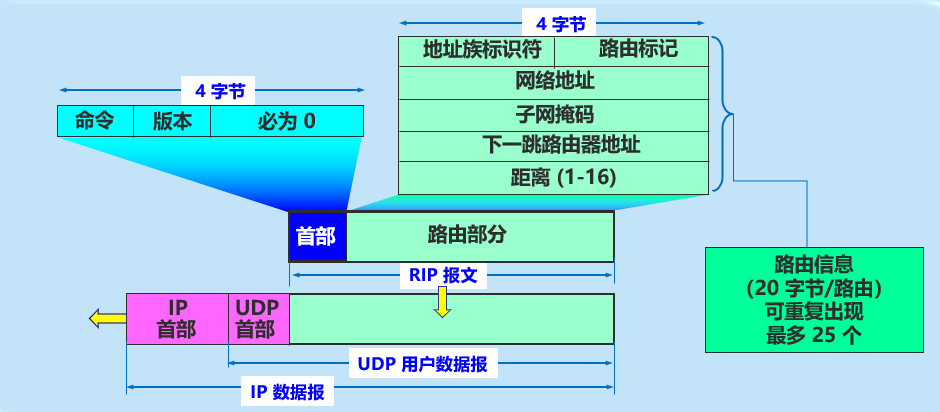 4 字节
地址族标识符
路由标记
网络地址
子网掩码
下一跳路由器地址
距离 (1-16)
4 字节
命令
版本
必为 0
首部
路由部分
RIP 报文
路由信息
(20 字节/路由)
可重复出现
最多 25 个
IP
首部
UDP
首部
UDP 用户数据报
IP 数据报